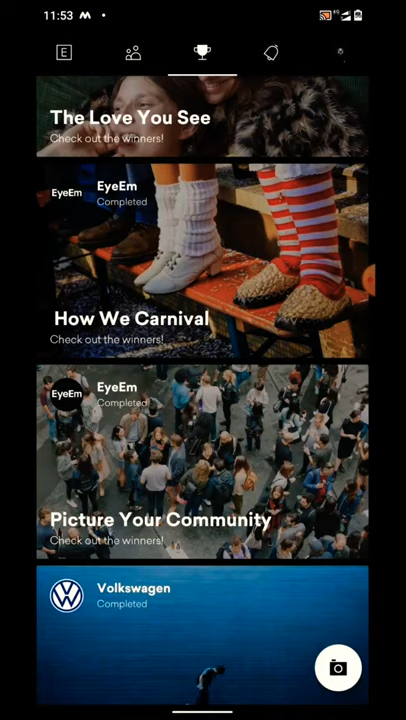 11:53
4G
E
The Love You See
Check out the winners!
EyeEm
EyeEm
Completed
How We Carnival
Check out the winners!
EyeEm
EyeEm
Completed
Picture Your Community
Check out the winners!
Volkswagen
Completed